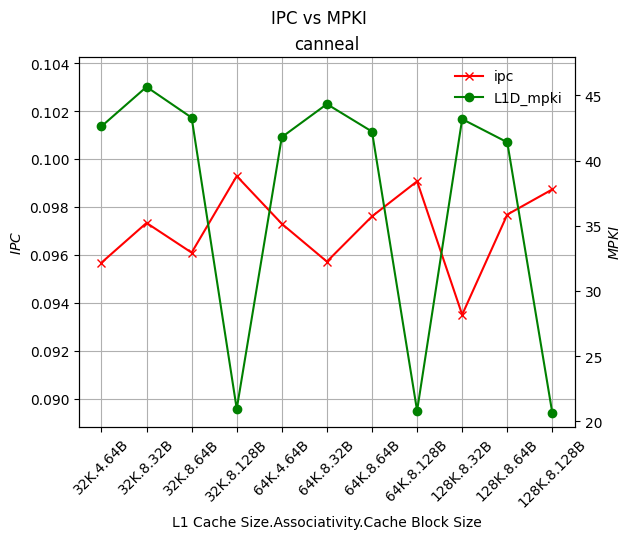 IPC vs MPKI
canneal
ipc
L1D_mpki
0.104
0.102
0.100
0.098
0.096
0.094
0.092
0.090
IPC
45
40
35
30
25
20
MPKI
32K.4.64B
32K.8.32B
32K.8.64B
32K.8.128B
64K.4.64B
64K.8.32B
64K.8.64B
64K.8.128B
128K.8.32B
128K.8.64B
128K.8.128B
L1 Cache Size.Associativity.Cache Block Size